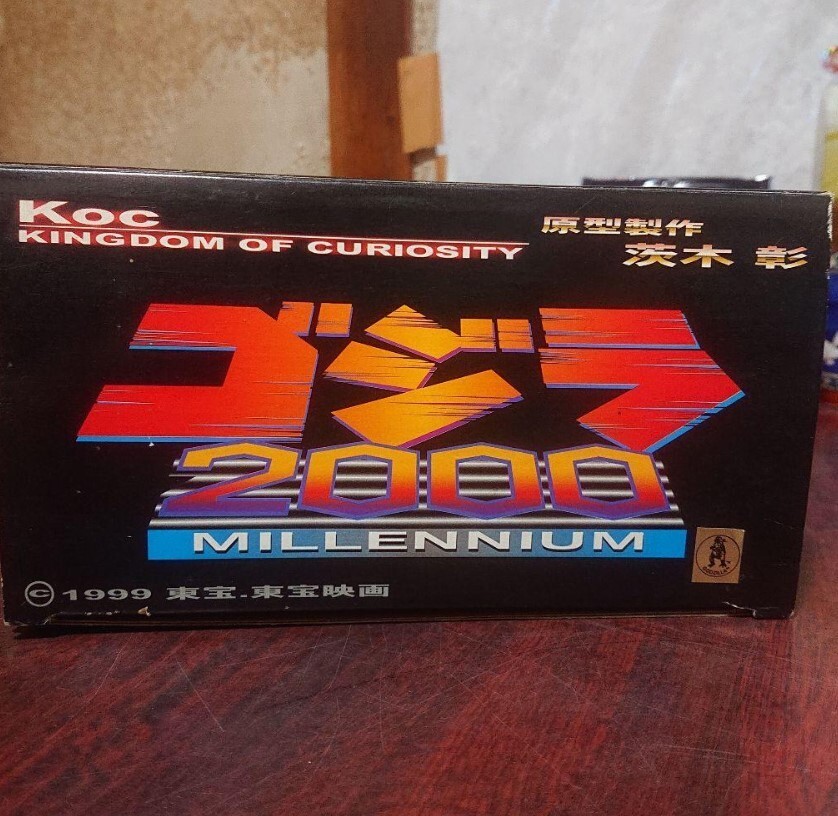 Koc
KINGDOM OF CURIOSITY
原型製作
茨木 彰
ゴジラ
2000
MILLENNIUM
© 1999 東宝・東宝映画